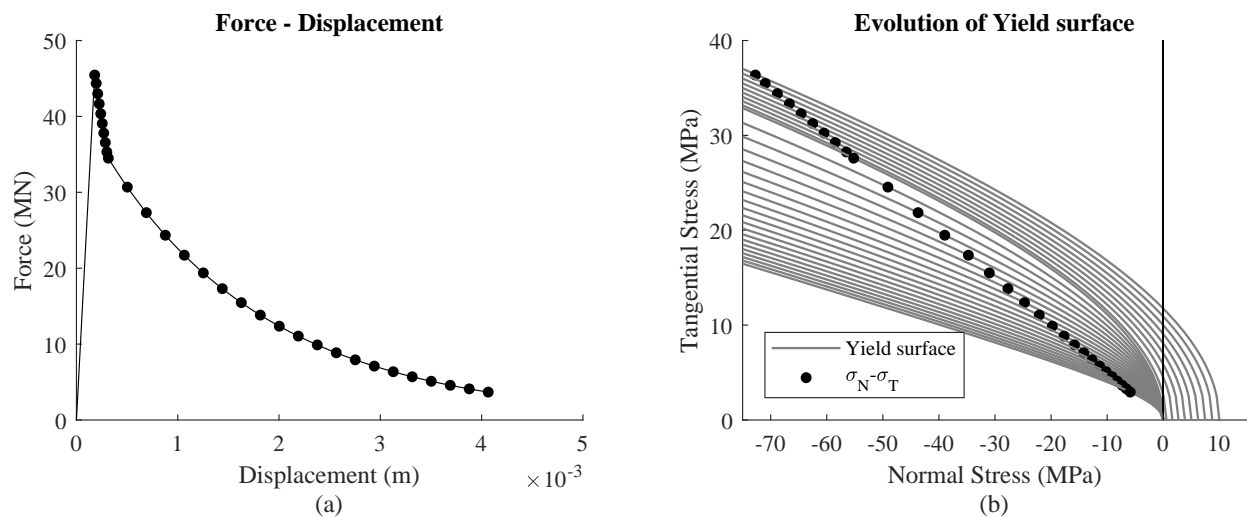 Force - Displacement
50
40
30
20
10
0
Force (MN)
0 1 2 3 4 5
Displacement (m)
×10^-3
(a)
Evolution of Yield surface
40
30
20
10
0
Tangential Stress (MPa)
Yield surface
σ_N-σ_T
-70 -60 -50 -40 -30 -20 -10 0 10
Normal Stress (MPa)
(b)